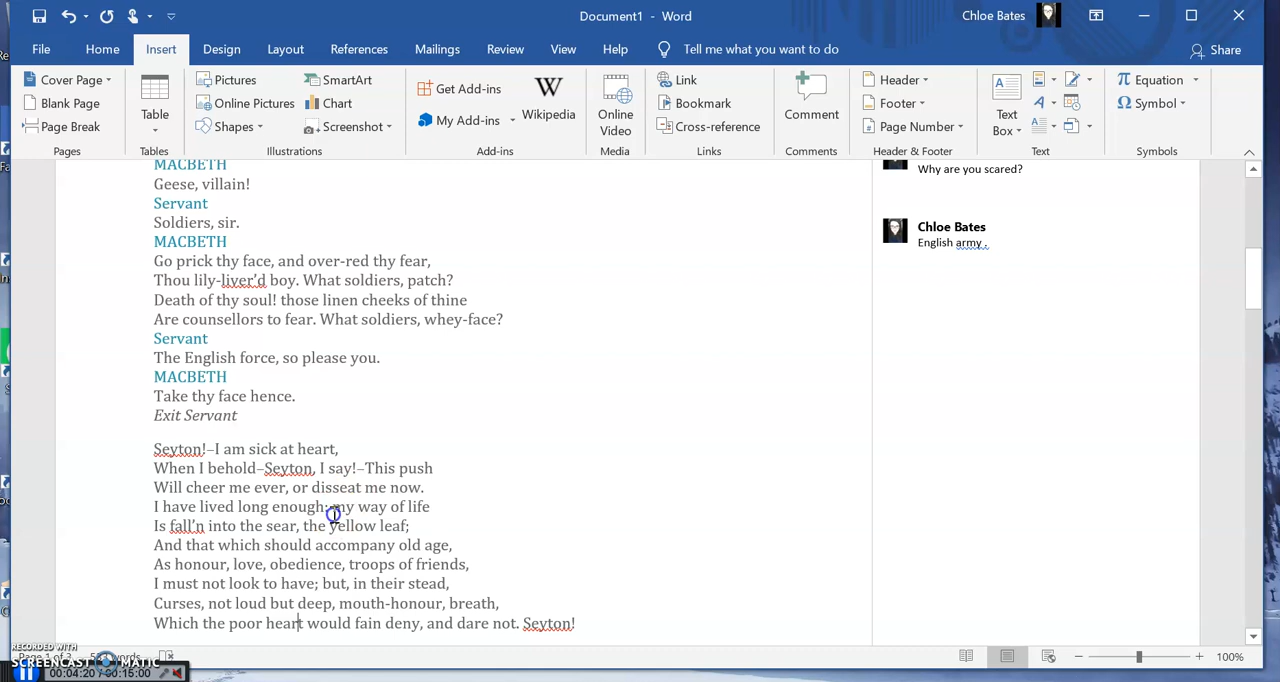 Document1 - Word
Chloe Bates
File Home Insert Design Layout References Mailings Review View Help Tell me what you want to do Share
Cover Page
Blank Page
Page Break
Pages
Table
Tables
Pictures
Online Pictures
Shapes
SmartArt
Chart
Screenshot
Illustrations
Get Add-ins
My Add-ins
Wikipedia
Add-ins
Online
Video
Media
Link
Bookmark
Cross-reference
Links
Comment
Comments
Header
Footer
Page Number
Header & Footer
Text
Box
Text
Equation
Symbol
Symbols
MACBETH
Geese, villain!
Servant
Soldiers, sir.
MACBETH
Go prick thy face, and over-red thy fear,
Thou lily-liver'd boy. What soldiers, patch?
Death of thy soul! those linen cheeks of thine
Are counsellors to fear. What soldiers, whey-face?
Servant
The English force, so please you.
MACBETH
Take thy face hence.
Exit Servant
Seyton!–I am sick at heart,
When I behold–Seyton, I say!–This push
Will cheer me ever, or disseat me now.
I have lived long enough: my way of life
Is fall'n into the sear, the yellow leaf;
And that which should accompany old age,
As honour, love, obedience, troops of friends,
I must not look to have; but, in their stead,
Curses, not loud but deep, mouth-honour, breath,
Which the poor heart would fain deny, and dare not. Seyton!
Why are you scared?
Chloe Bates
English army .
100%
RECORDED WITH
SCREENCAST MATIC
00:04:20 / 00:15:00